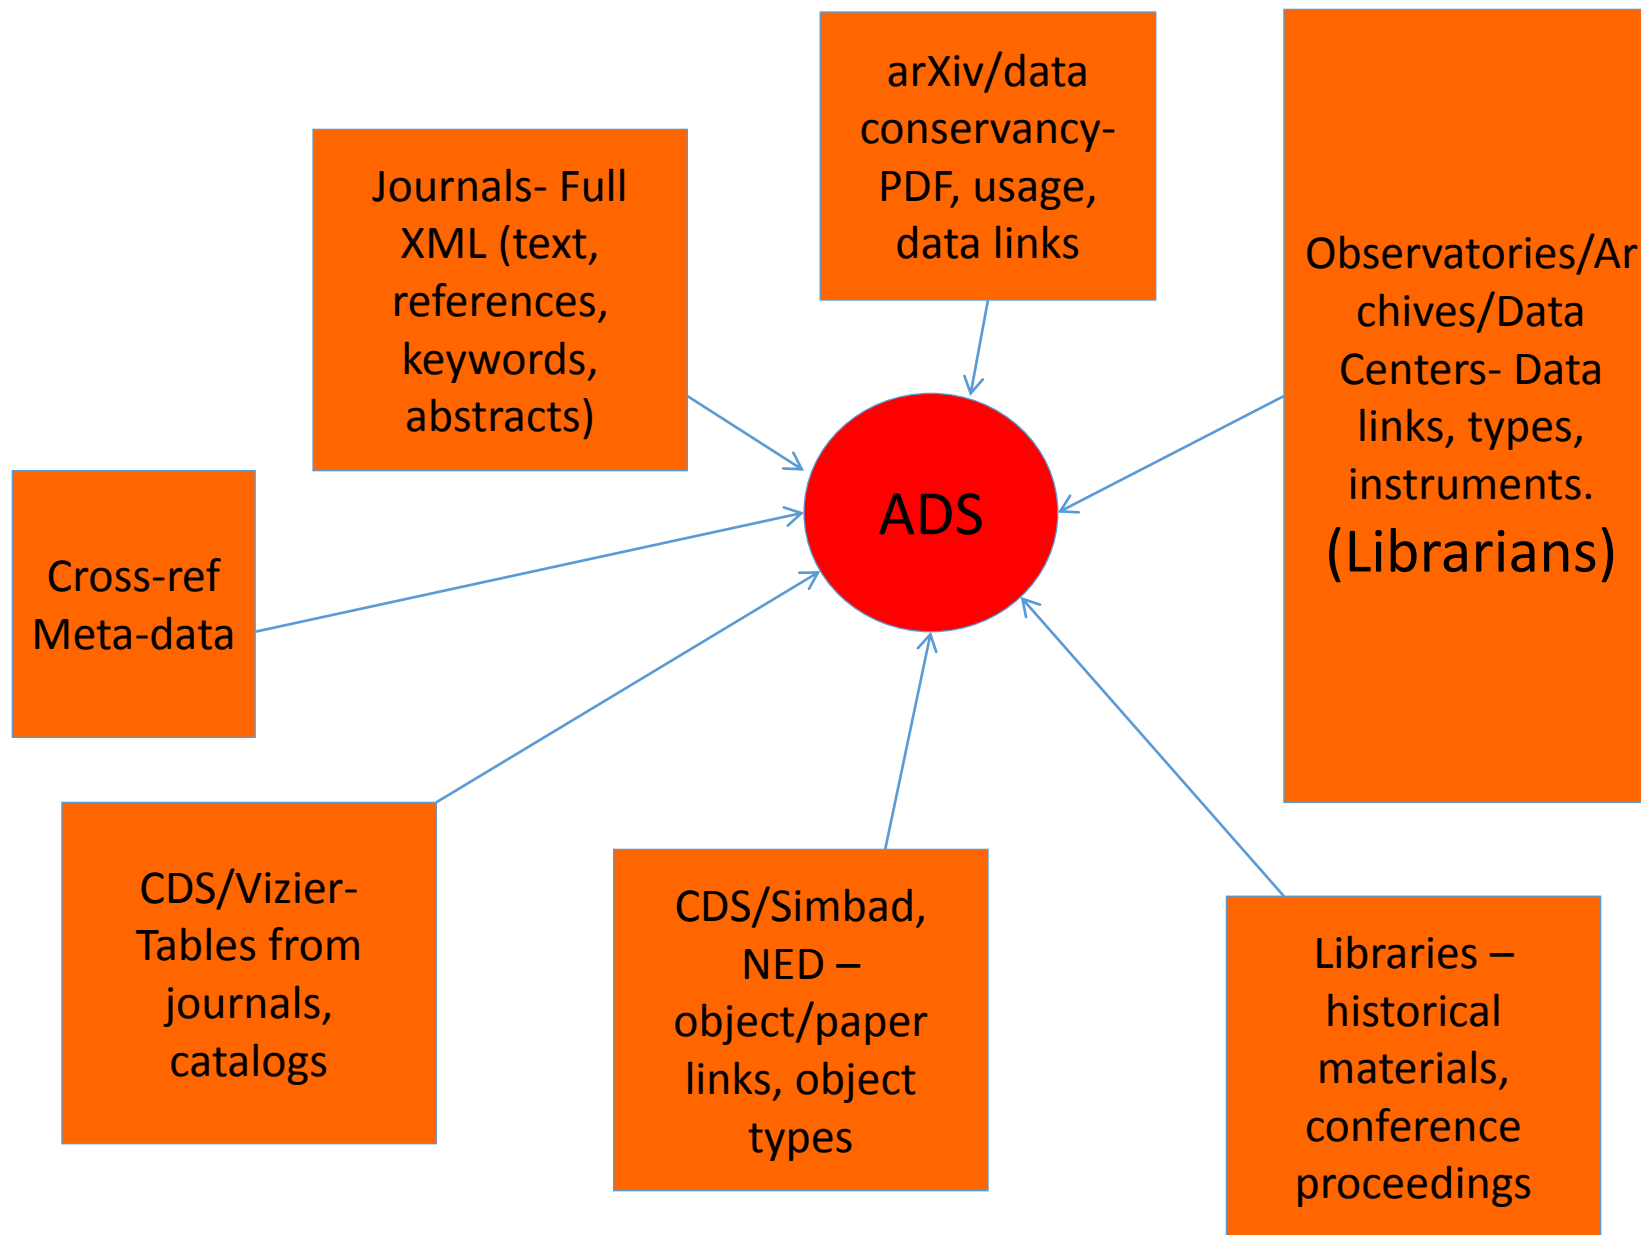 arXiv/data
conservancy-
PDF, usage,
data links
Journals- Full
XML (text,
references,
keywords,
abstracts)
Observatories/Ar
chives/Data
Centers- Data
links, types,
instruments.
(Librarians)
ADS
Cross-ref
Meta-data
CDS/Vizier-
Tables from
journals,
catalogs
CDS/Simbad,
NED –
object/paper
links, object
types
Libraries –
historical
materials,
conference
proceedings